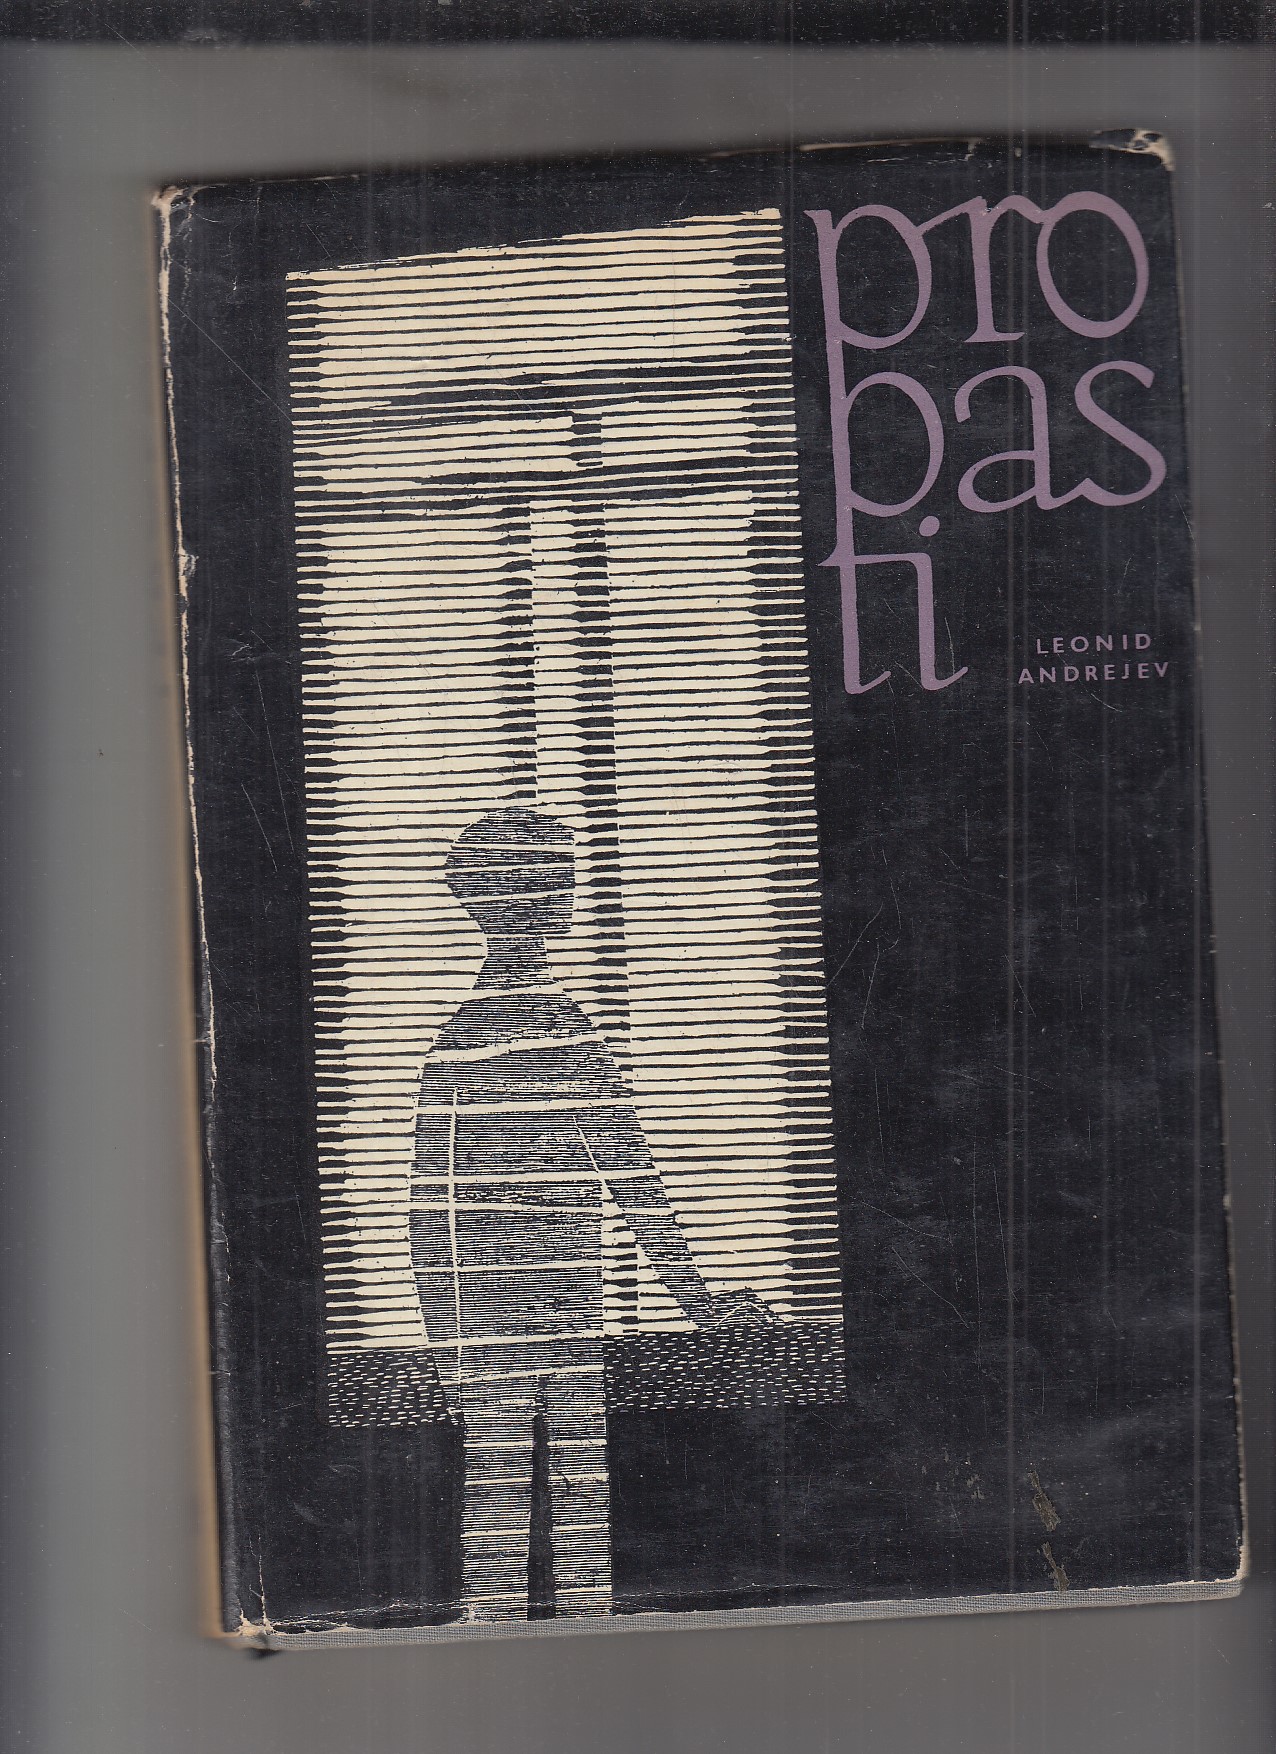 pro
pas
ti
LEONID
ANDREJEV